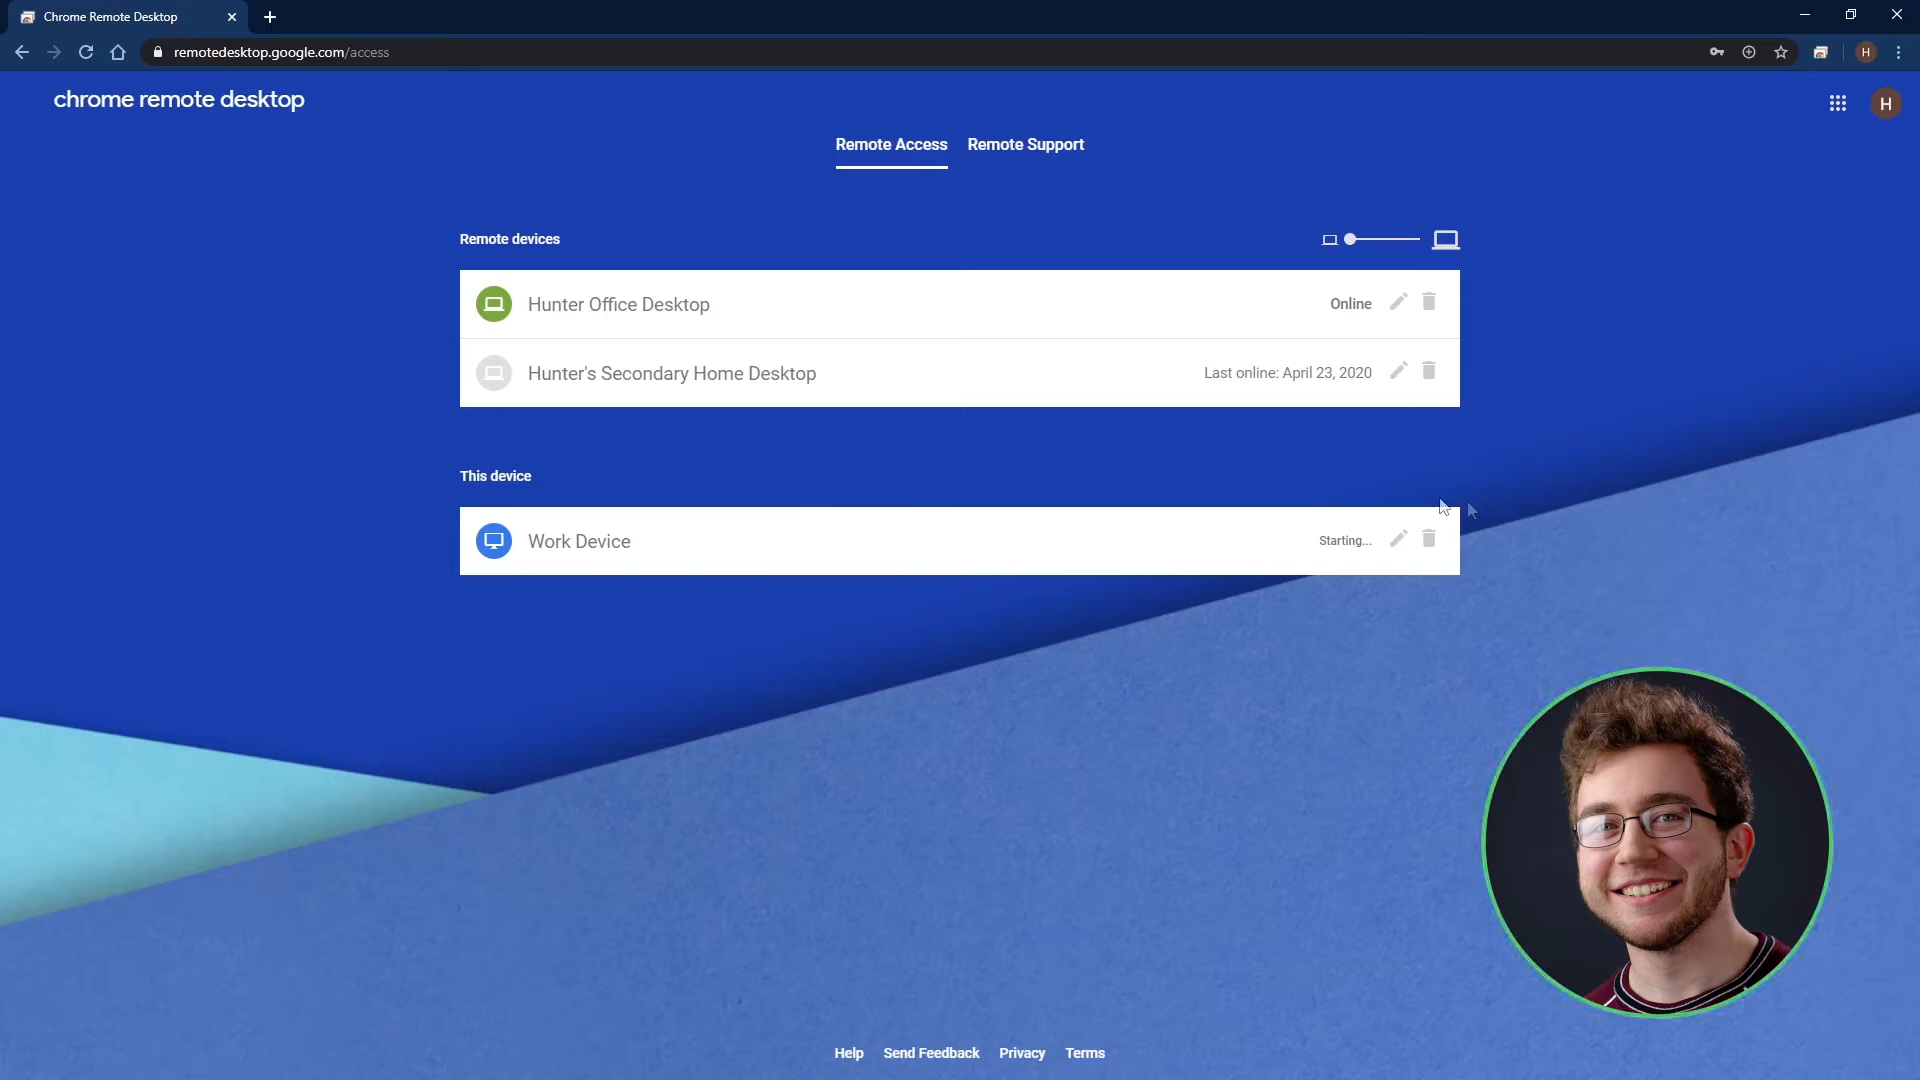 Chrome Remote Desktop
remotedesktop.google.com/access
H
chrome remote desktop
H
Remote Access Remote Support
Remote devices
Hunter Office Desktop Online
Hunter's Secondary Home Desktop Last online: April 23, 2020
This device
Work Device Starting...
Help Send Feedback Privacy Terms